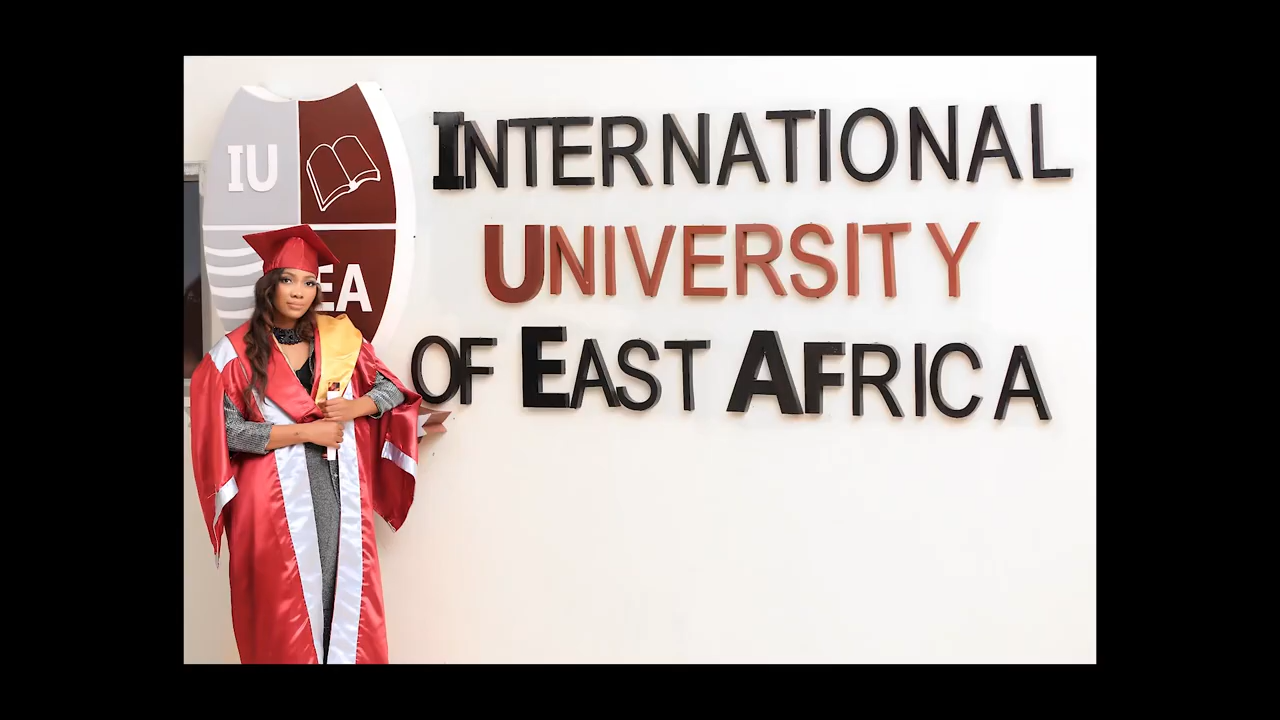 IU
EA
INTERNATIONAL
UNIVERSITY
OF EAST AFRICA